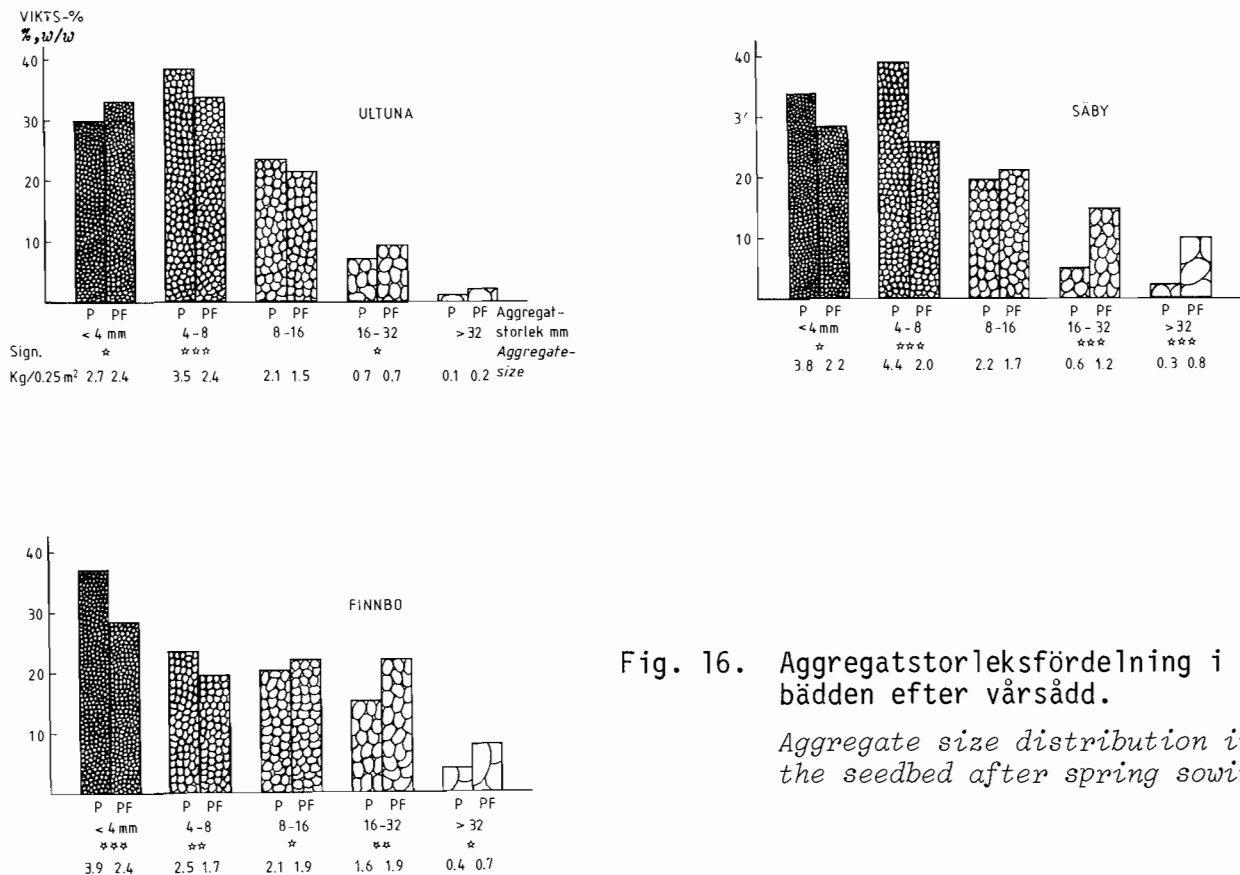 VIKTS-%
%, w/w
40
30
20
10
ULTUNA
P PF P PF P PF P PF P PF Aggregat-
< 4 mm 4-8 8-16 16-32 >32 storlek mm
Sign. ☆ ☆☆☆ ☆ Aggregate-
Kg/0.25 m² 2.7 2.4 3.5 2.4 2.1 1.5 0.7 0.7 0.1 0.2 size
40
20
10
SÄBY
P PF P PF P PF P PF P PF
<4 mm 4-8 8-16 16-32 >32
☆ ☆☆☆ ☆☆☆ ☆☆☆
3.8 2.2 4.4 2.0 2.2 1.7 0.6 1.2 0.3 0.8
40
30
20
10
FINNBO
P PF P PF P PF P PF P PF
< 4 mm 4-8 8-16 16-32 > 32
☆☆☆ ☆☆ ☆ ☆☆ ☆
3.9 2.4 2.5 1.7 2.1 1.9 1.6 1.9 0.4 0.7
Fig. 16. Aggregatstorleksfördelning i
bädden efter vårsådd.
Aggregate size distribution i
the seedbed after spring sowi